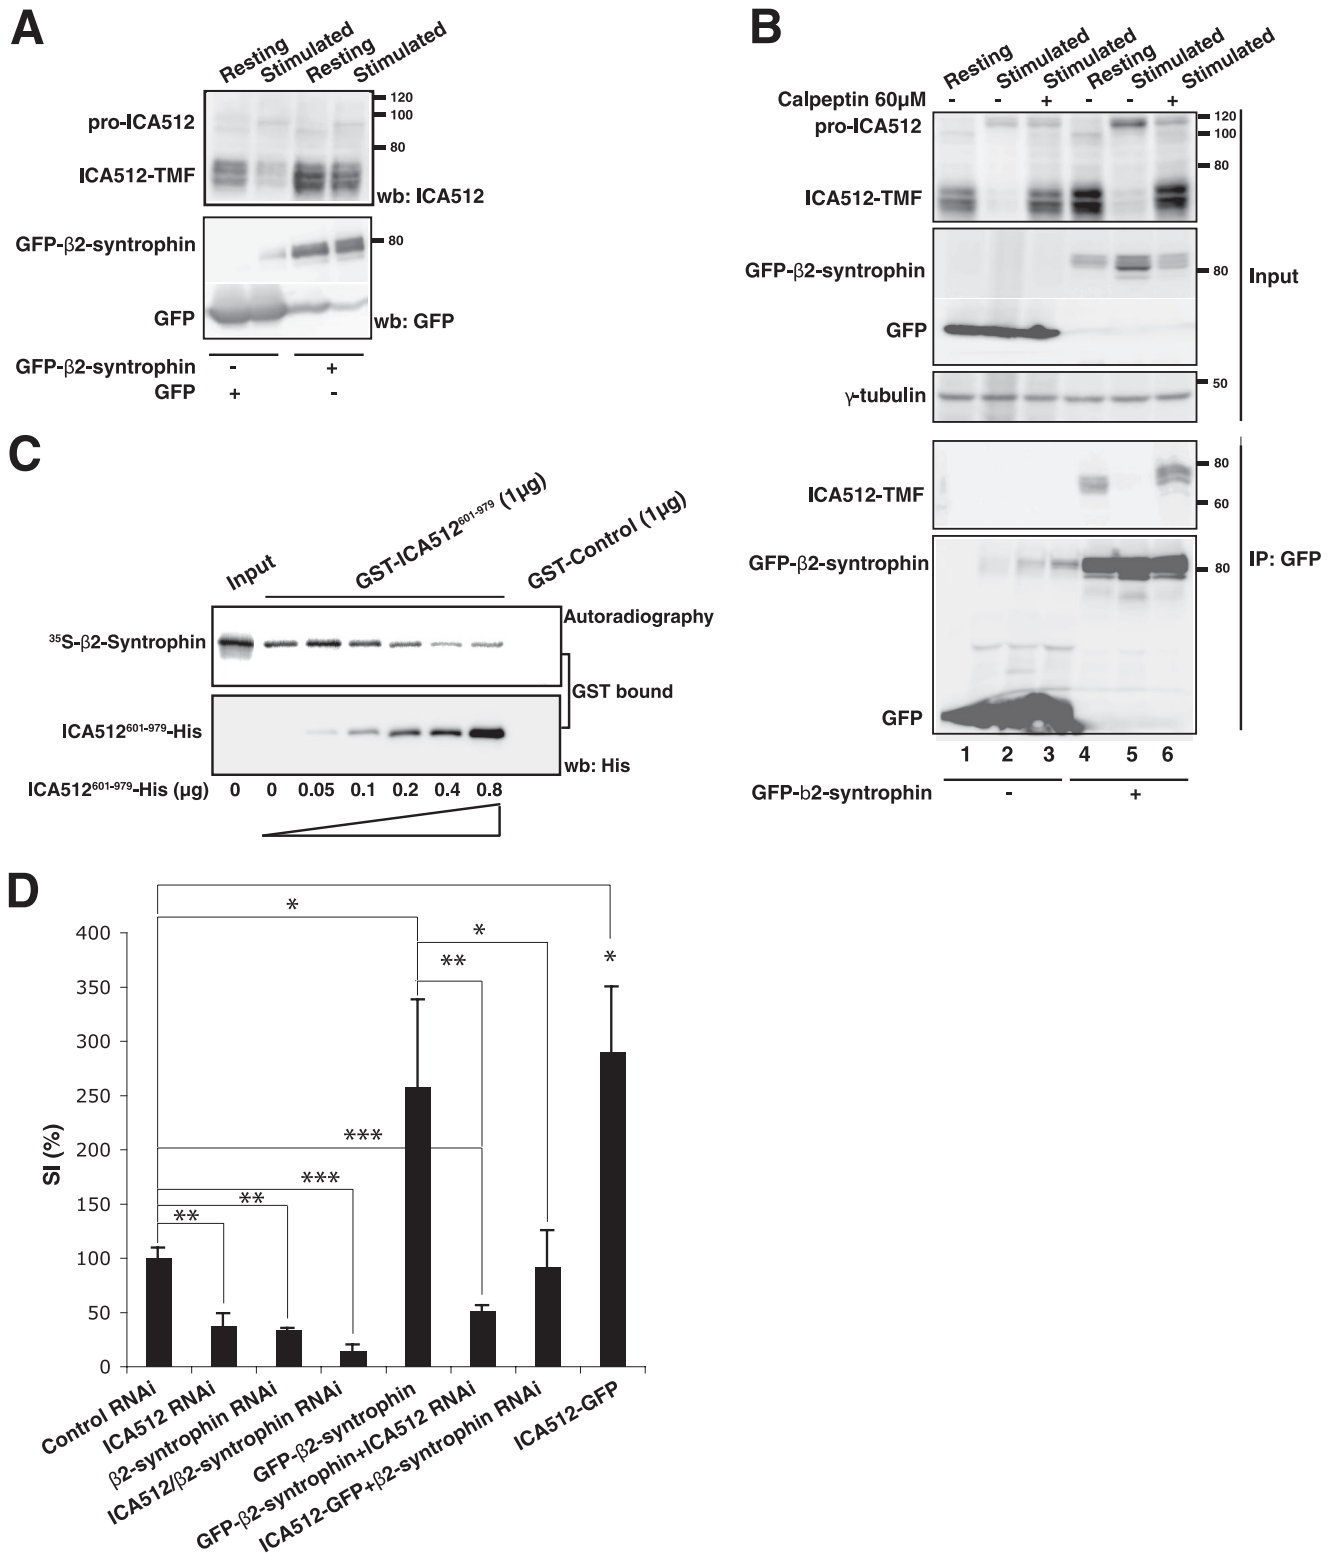 A
Resting Stimulated Resting Stimulated
120
100
pro-ICA512
80
ICA512-TMF
wb: ICA512
GFP-β2-syntrophin
80
GFP
wb: GFP
GFP-β2-syntrophin - +
GFP + -
B
Resting Stimulated Stimulated Resting Stimulated Stimulated
Calpeptin 60µM - - + - - +
pro-ICA512
120
100
80
ICA512-TMF
GFP-β2-syntrophin
80
Input
GFP
γ-tubulin
50
ICA512-TMF
80
60
GFP-β2-syntrophin
80
IP: GFP
GFP
1 2 3 4 5 6
GFP-b2-syntrophin - +
C
Input GST-ICA512⁶⁰¹⁻⁹⁷⁹ (1µg) GST-Control (1µg)
Autoradiography
³⁵S-β2-Syntrophin
GST bound
ICA512⁶⁰¹⁻⁹⁷⁹-His
wb: His
ICA512⁶⁰¹⁻⁹⁷⁹-His (µg) 0 0 0.05 0.1 0.2 0.4 0.8
D
*
*
**
*
***
***
**
**
400
350
300
250
200
150
100
50
0
SI (%)
Control RNAi
ICA512 RNAi
β2-syntrophin RNAi
ICA512/β2-syntrophin RNAi
GFP-β2-syntrophin
GFP-β2-syntrophin+ICA512 RNAi
ICA512-GFP+β2-syntrophin RNAi
ICA512-GFP